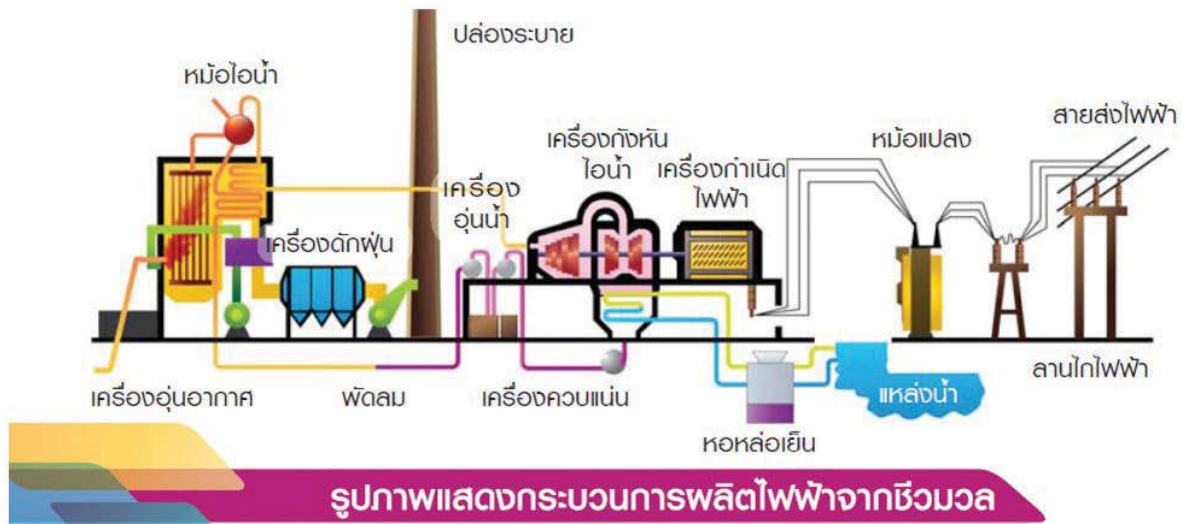 ปล่องระบาย
หม้อไอน้ำ
สายส่งไฟฟ้า
เครื่องกังหัน
ไอน้ำ
หม้อแปลง
เครื่องกำเนิด
ไฟฟ้า
เครื่อง
อุ่นน้ำ
เครื่องดักฝุ่น
ลานไกไฟฟ้า
เครื่องอุ่นอากาศ
พัดลม
เครื่องควบแน่น
แหล่งน้ำ
หอหล่อเย็น
รูปภาพแสดงกระบวนการผลิตไฟฟ้าจากชีวมวล